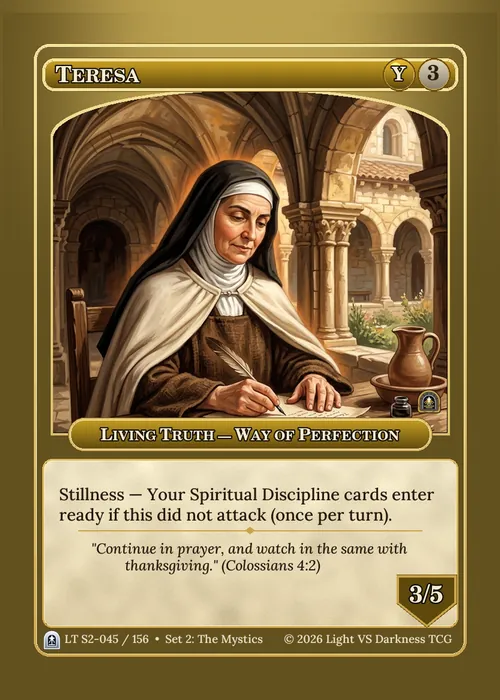 TERESA
Y 3
LIVING TRUTH — WAY OF PERFECTION
Stillness — Your Spiritual Discipline cards enter
ready if this did not attack (once per turn).
"Continue in prayer, and watch in the same with
thanksgiving." (Colossians 4:2)
3/5
LT S2-045 / 156 • Set 2: The Mystics © 2026 Light VS Darkness TCG